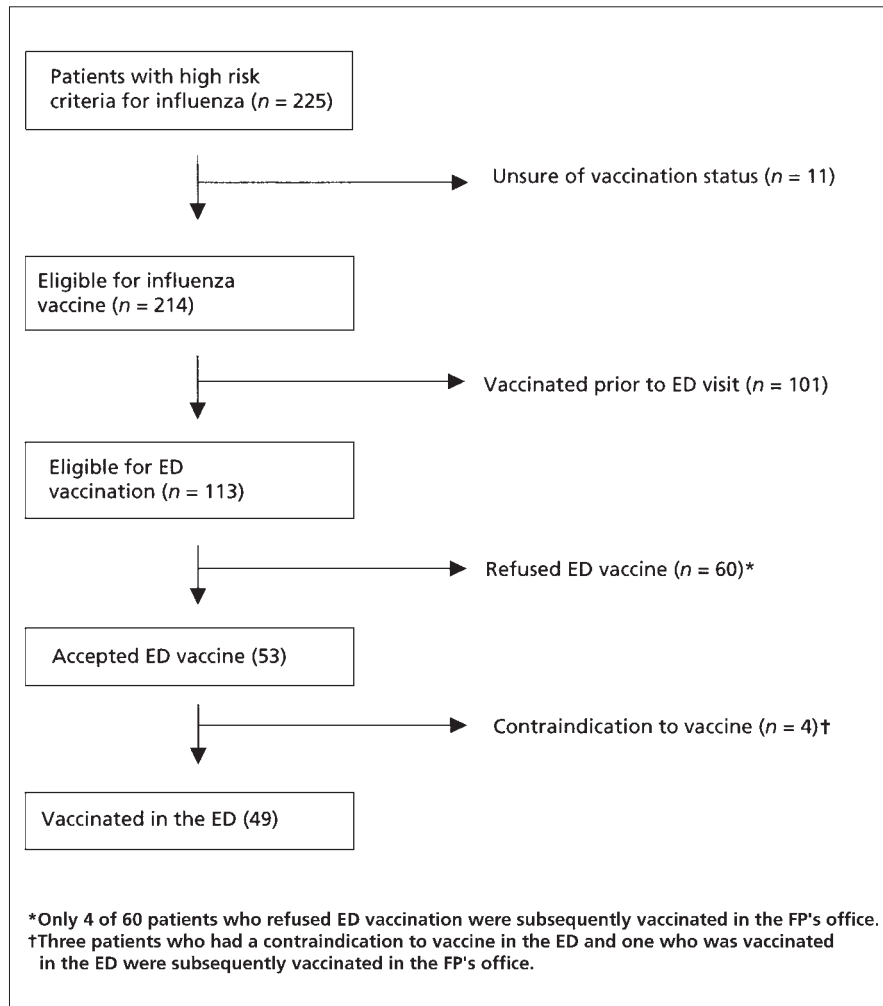 Patients with high risk
criteria for influenza (n = 225)
Unsure of vaccination status (n = 11)
Eligible for influenza
vaccine (n = 214)
Vaccinated prior to ED visit (n = 101)
Eligible for ED
vaccination (n = 113)
Refused ED vaccine (n = 60)*
Accepted ED vaccine (53)
Contraindication to vaccine (n = 4)†
Vaccinated in the ED (49)
*Only 4 of 60 patients who refused ED vaccination were subsequently vaccinated in the FP's office.
†Three patients who had a contraindication to vaccine in the ED and one who was vaccinated
in the ED were subsequently vaccinated in the FP's office.